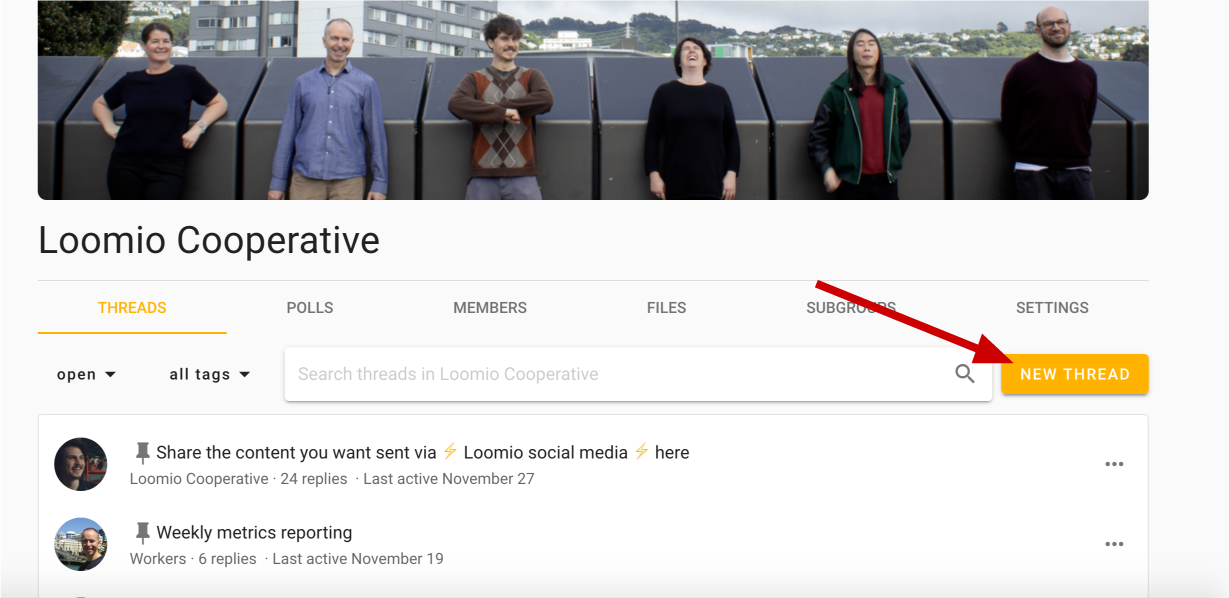 Loomio Cooperative
THREADS POLLS MEMBERS FILES SUBGROUPS SETTINGS
open all tags Search threads in Loomio Cooperative NEW THREAD
Share the content you want sent via ⚡ Loomio social media ⚡ here
Loomio Cooperative · 24 replies · Last active November 27
Weekly metrics reporting
Workers · 6 replies · Last active November 19